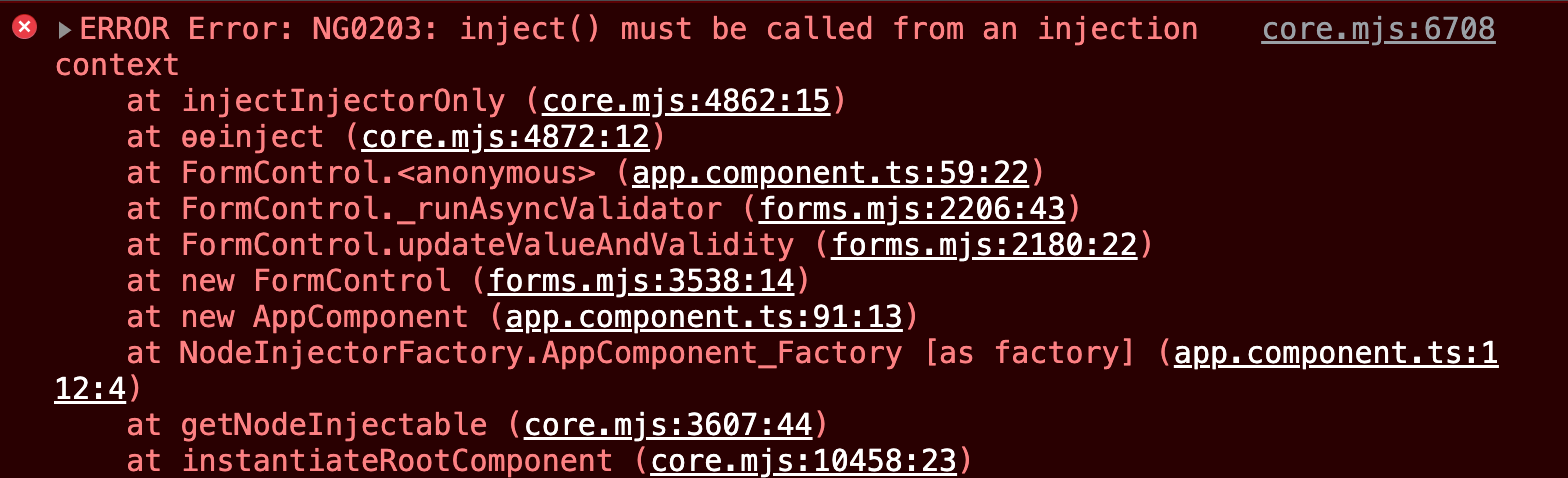 ▶ERROR Error: NG0203: inject() must be called from an injection core.mjs:6708
context
at injectInjectorOnly (core.mjs:4862:15)
at ɵɵinject (core.mjs:4872:12)
at FormControl.<anonymous> (app.component.ts:59:22)
at FormControl._runAsyncValidator (forms.mjs:2206:43)
at FormControl.updateValueAndValidity (forms.mjs:2180:22)
at new FormControl (forms.mjs:3538:14)
at new AppComponent (app.component.ts:91:13)
at NodeInjectorFactory.AppComponent_Factory [as factory] (app.component.ts:1
12:4)
at getNodeInjectable (core.mjs:3607:44)
at instantiateRootComponent (core.mjs:10458:23)